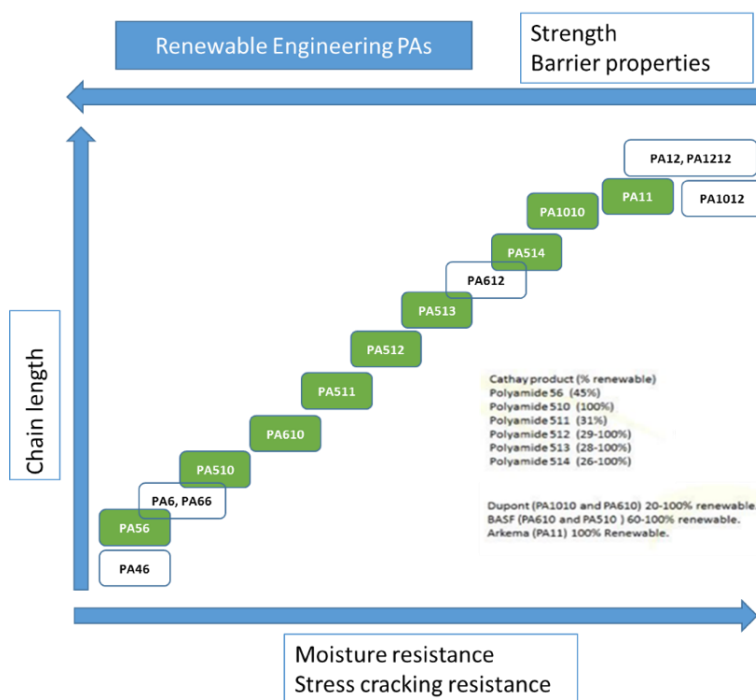 Renewable Engineering PAs
Strength
Barrier properties
PA12, PA1212
PA11
PA1012
PA1010
PA514
PA612
PA513
PA512
PA511
PA610
PA510
PA6, PA66
PA56
PA46
Chain length
Cathay product (% renewable)
Polyamide 56 (45%)
Polyamide 510 (100%)
Polyamide 511 (31%)
Polyamide 512 (29-100%)
Polyamide 513 (28-100%)
Polyamide 514 (26-100%)
Dupont (PA1010 and PA610) 20-100% renewable.
BASF (PA610 and PA510 ) 60-100% renewable.
Arkema (PA11) 100% Renewable.
Moisture resistance
Stress cracking resistance